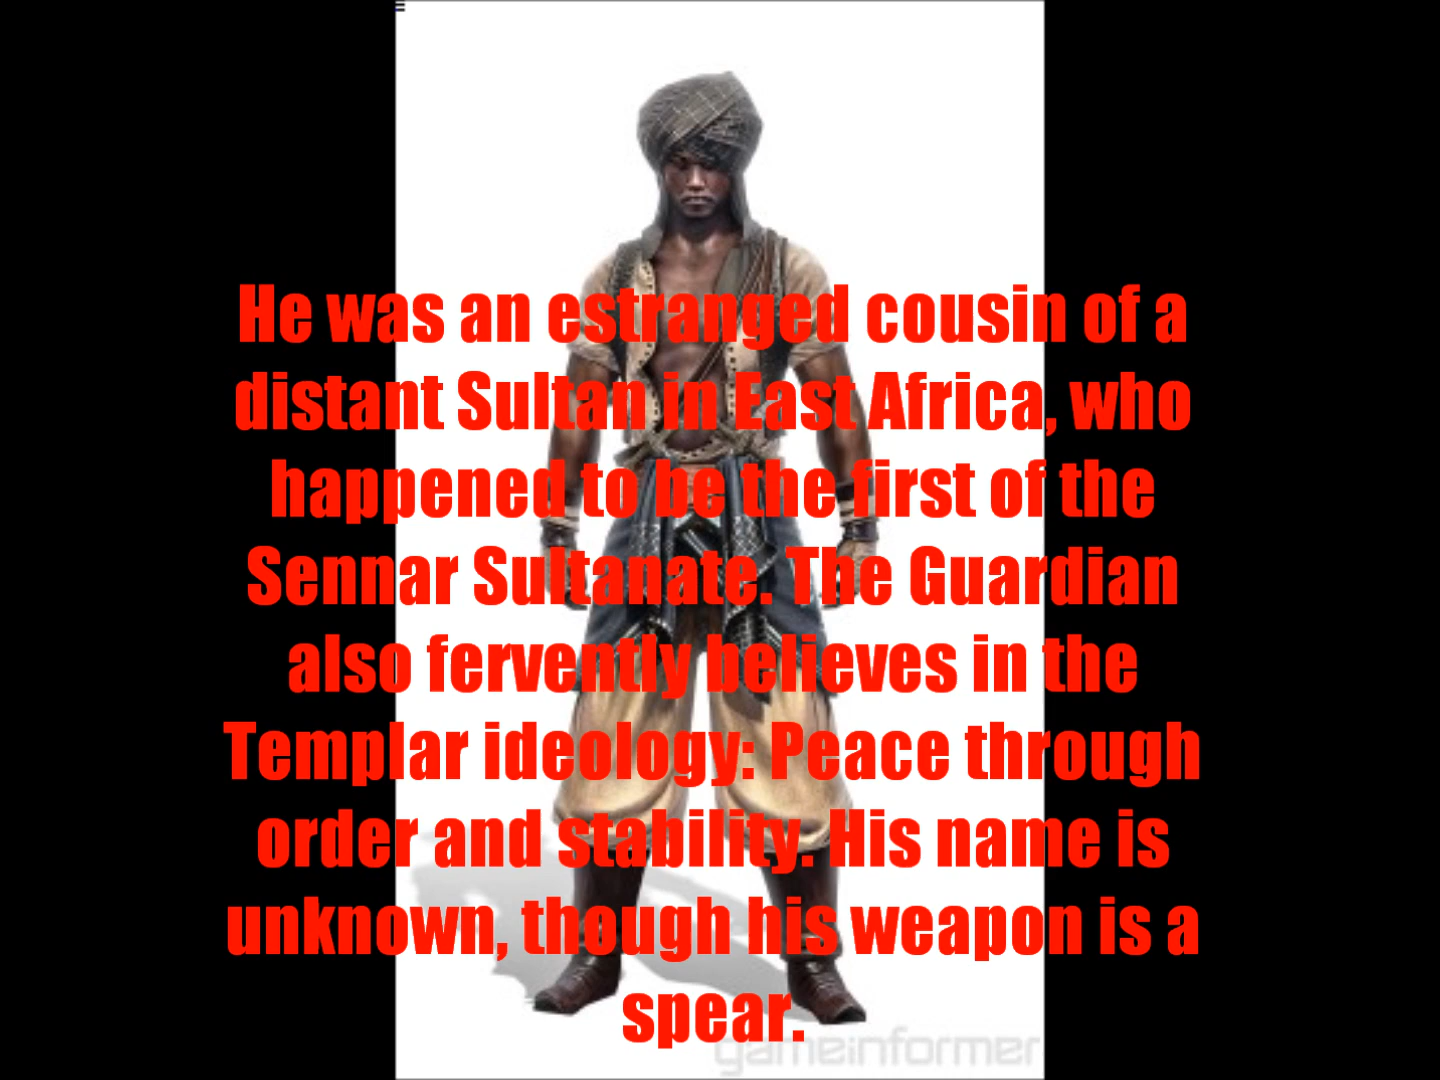 He was an estranged cousin of a
distant Sultan in East Africa, who
happened to be the first of the
Sennar Sultanate. The Guardian
also fervently believes in the
Templar ideology: Peace through
order and stability. His name is
unknown, though his weapon is a
spear.
gameinformer